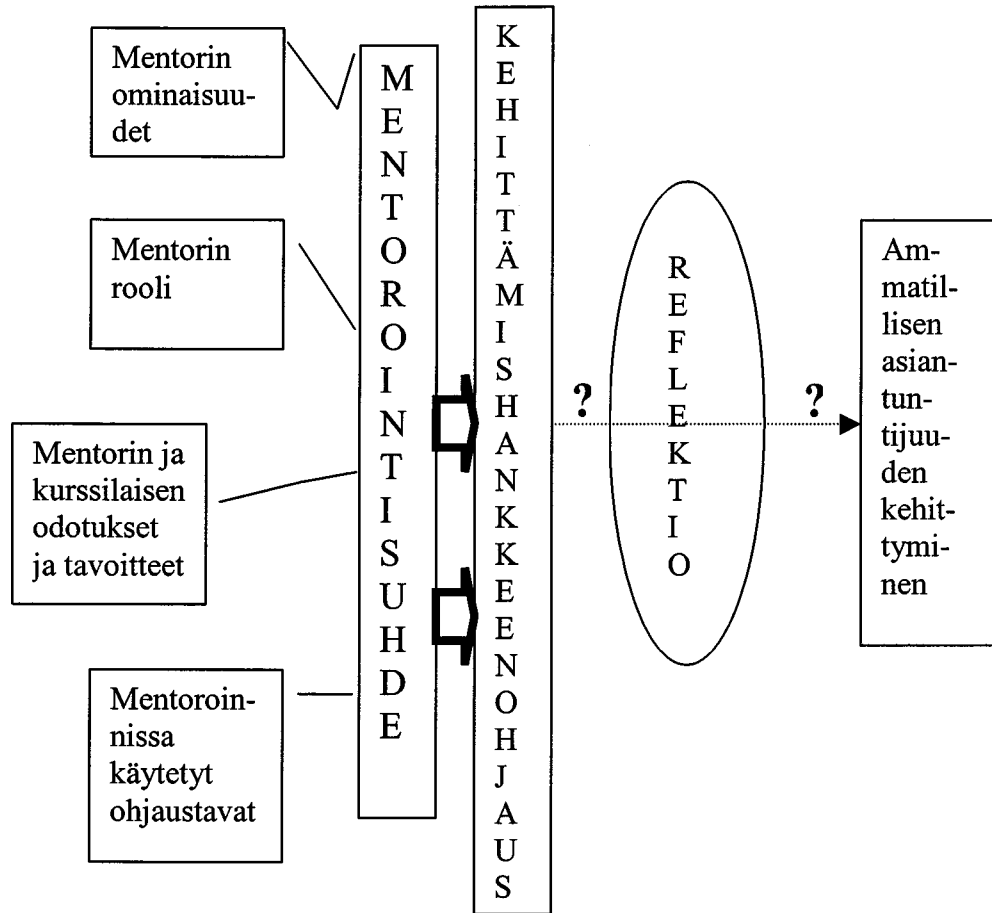 Mentorin
ominaisuu-
det
Mentorin
rooli
Mentorin ja
kurssilaisen
odotukset
ja tavoitteet
Mentoroin-
nissa
käytetyt
ohjaustavat
MENTOROINTISUHDE
KEHITTÄMISHANKKEENOHJAUS
?
REFLEKTIO
?
Am-
matil-
lisen
asian-
tun-
tijuu-
den
kehit-
tymi-
nen